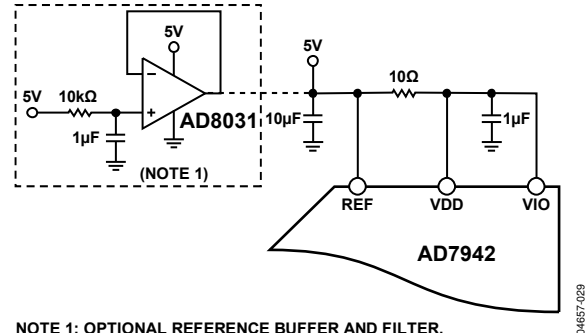 5V
5V
5V
10kΩ
10Ω
−
+
AD8031
10µF
1µF
1µF
(NOTE 1)
REF
VDD
VIO
AD7942
NOTE 1: OPTIONAL REFERENCE BUFFER AND FILTER.
04657-029